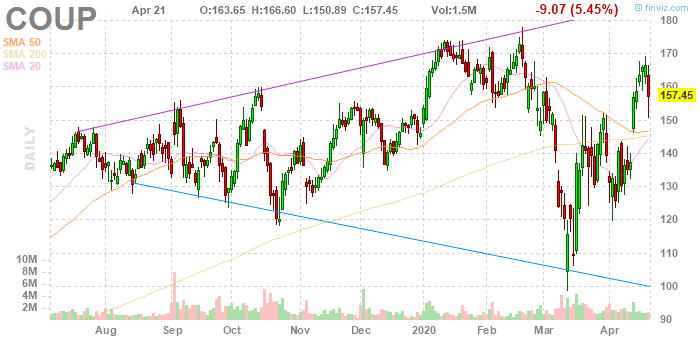 © finviz.com
COUP Apr 21 O:163.65 H:166.60 L:150.89 C:157.45 Vol:1.5M -9.07 (5.45%)
SMA 50
SMA 200
SMA 20
DAILY
180
170
160
157.45
150
140
130
120
110
100
90
10M
8M
6M
4M
2M
Aug Sep Oct Nov Dec 2020 Feb Mar Apr